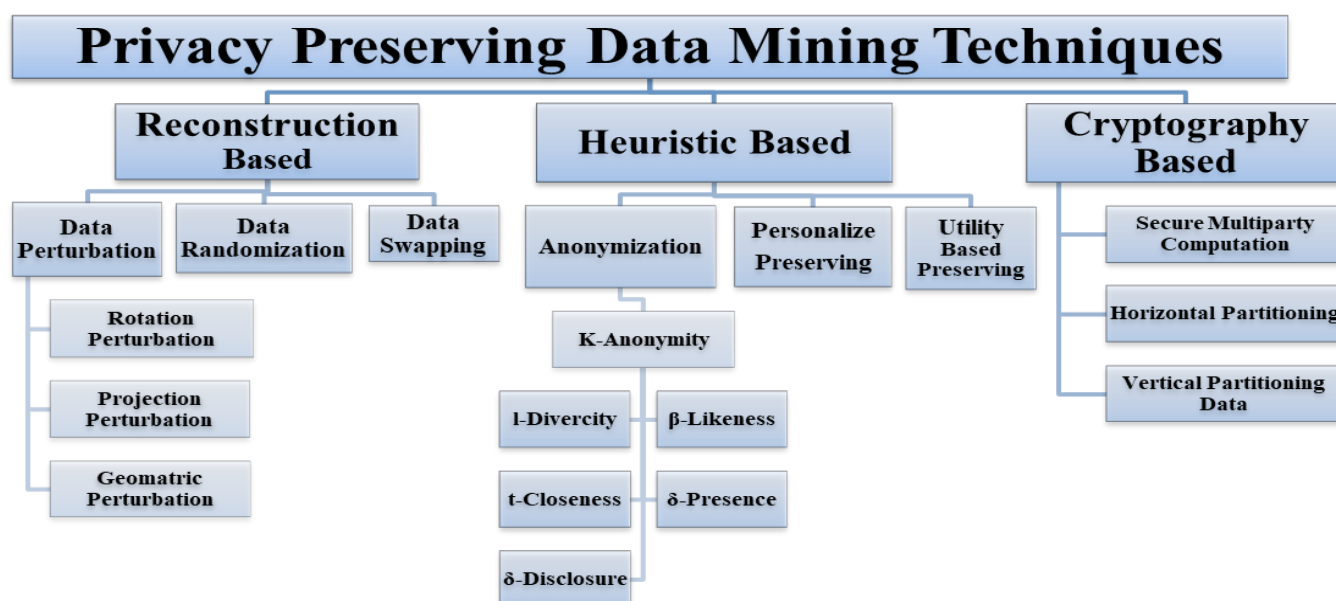 Privacy Preserving Data Mining Techniques
Reconstruction
Based
Heuristic Based
Cryptography
Based
Data
Perturbation
Data
Randomization
Data
Swapping
Rotation
Perturbation
Projection
Perturbation
Geomatric
Perturbation
Anonymization
Personalize
Preserving
Utility
Based
Preserving
K-Anonymity
l-Divercity
β-Likeness
t-Closeness
δ-Presence
δ-Disclosure
Secure Multiparty
Computation
Horizontal Partitioning
Vertical Partitioning
Data